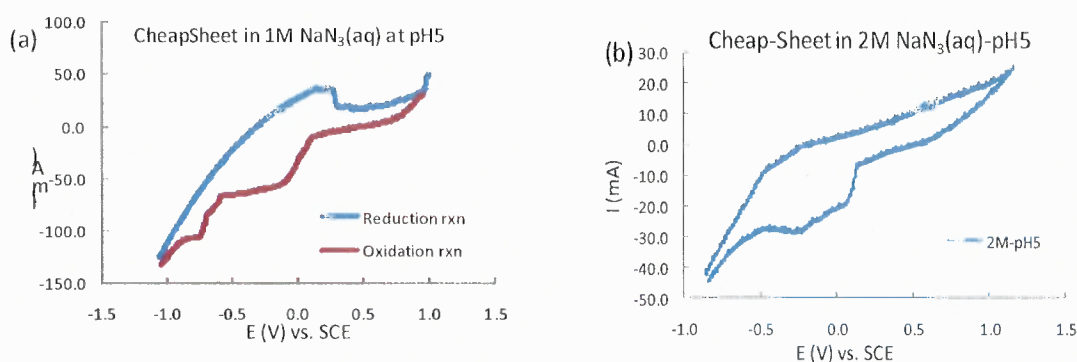 (a)
CheapSheet in 1M NaN3(aq) at pH5
100.0
50.0
0.0
-50.0
-100.0
-150.0
Reduction rxn
Oxidation rxn
-1.5 -1.0 -0.5 0.0 0.5 1.0 1.5
E (V) vs. SCE
(b)
Cheap-Sheet in 2M NaN3(aq)-pH5
30.0
20.0
10.0
0.0
-10.0
-20.0
-30.0
-40.0
-50.0
I (mA)
2M-pH5
-1.0 -0.5 0.0 0.5 1.0 1.5
E (V) vs. SCE